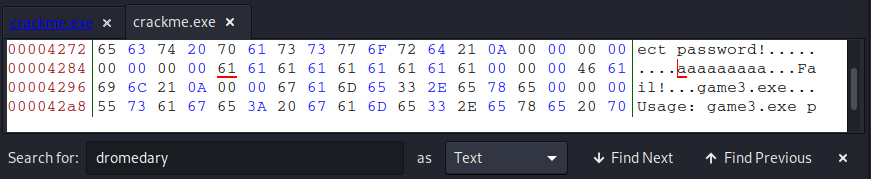 crackme.exe × crackme.exe ×
00004272 65 63 74 20 70 61 73 73 77 6F 72 64 21 0A 00 00 00 00 ect password!.....
00004284 00 00 00 00 61 61 61 61 61 61 61 61 61 00 00 00 46 61 ....aaaaaaaaa...Fa
00004296 69 6C 21 0A 00 00 67 61 6D 65 33 2E 65 78 65 00 00 00 il!...game3.exe...
000042a8 55 73 61 67 65 3A 20 67 61 6D 65 33 2E 65 78 65 20 70 Usage: game3.exe p
Search for: dromedary as Text Find Next Find Previous ×